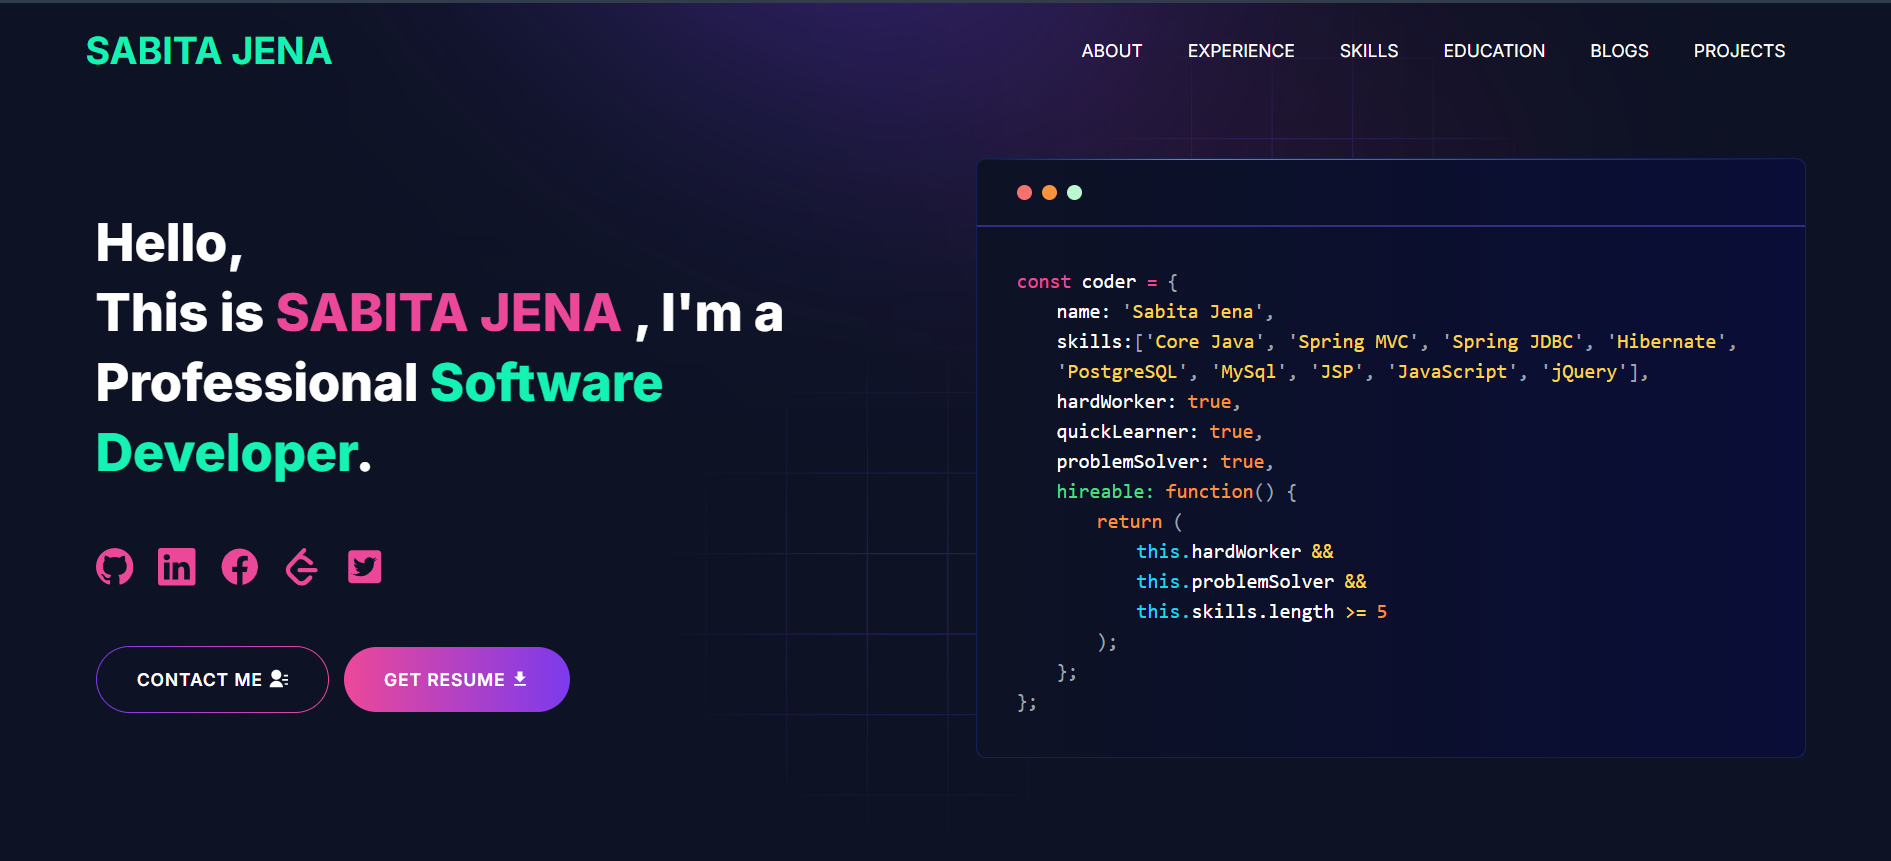 SABITA JENA
ABOUT EXPERIENCE SKILLS EDUCATION BLOGS PROJECTS
Hello,
This is SABITA JENA , I'm a
Professional Software
Developer.
CONTACT ME
GET RESUME
const coder = {
name: 'Sabita Jena',
skills:['Core Java', 'Spring MVC', 'Spring JDBC', 'Hibernate',
'PostgreSQL', 'MySql', 'JSP', 'JavaScript', 'jQuery'],
hardWorker: true,
quickLearner: true,
problemSolver: true,
hireable: function() {
return (
this.hardWorker &&
this.problemSolver &&
this.skills.length >= 5
);
};
};